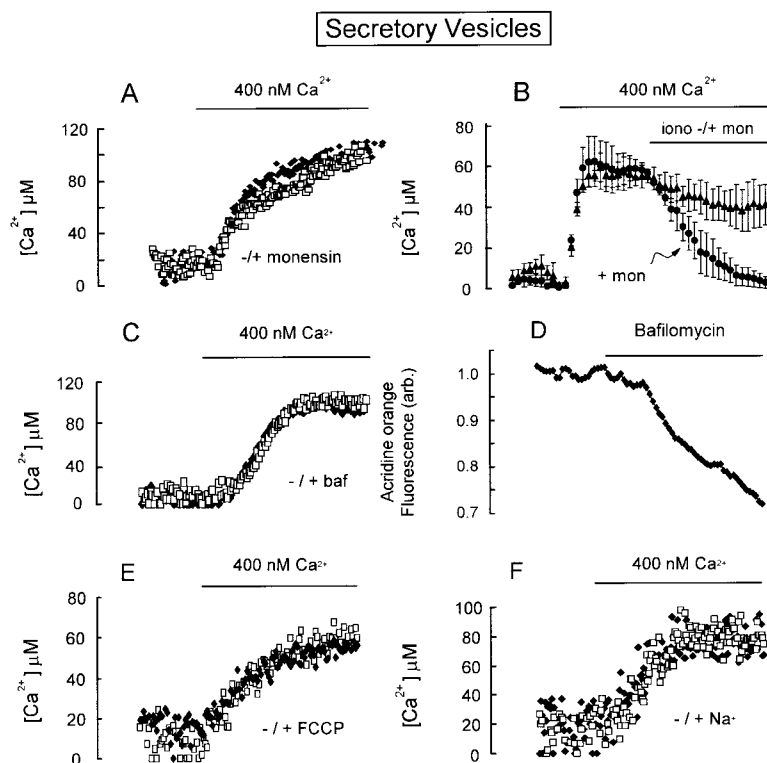 Secretory Vesicles
A
400 nM Ca2+
120
80
40
0
[Ca2+] μM
-/+ monensin
B
400 nM Ca2+
iono -/+ mon
80
60
40
20
0
[Ca2+] μM
+ mon
C
400 nM Ca2+
120
80
40
0
[Ca2+] μM
- / + baf
D
Bafilomycin
1.0
0.9
0.8
0.7
Acridine orange
Fluorescence (arb.)
E
400 nM Ca2+
80
60
40
20
0
[Ca2+] μM
- / + FCCP
F
400 nM Ca2+
100
80
60
40
20
0
[Ca2+] μM
- / + Na+